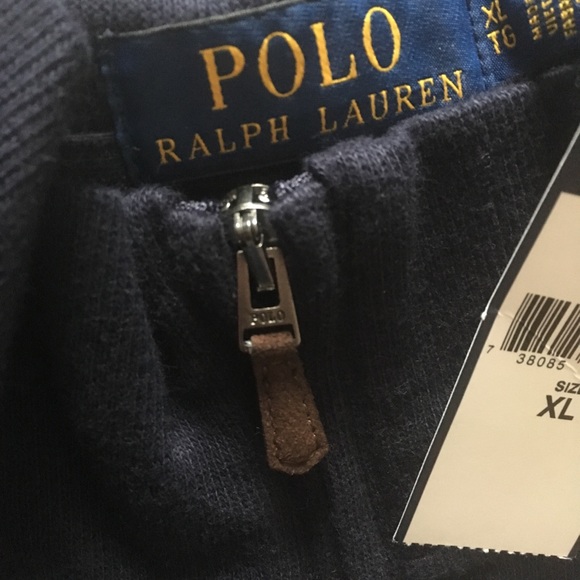 POLO
RALPH LAUREN
XL
TG
POLO
7 38085
SIZE
XL